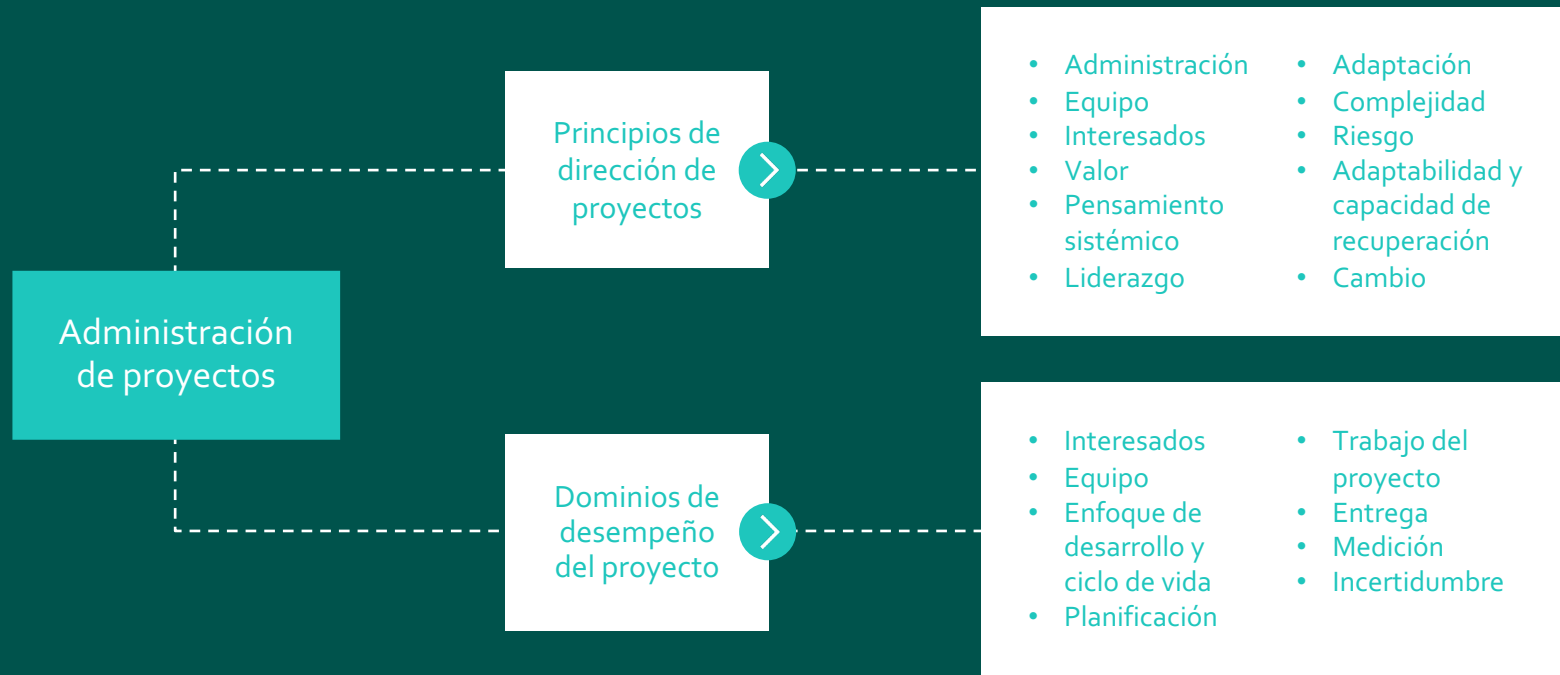 Administración
de proyectos
Principios de
dirección de
proyectos
• Administración
• Equipo
• Interesados
• Valor
• Pensamiento
sistémico
• Liderazgo
• Adaptación
• Complejidad
• Riesgo
• Adaptabilidad y
capacidad de
recuperación
• Cambio
Dominios de
desempeño
del proyecto
• Interesados
• Equipo
• Enfoque de
desarrollo y
ciclo de vida
• Planificación
• Trabajo del
proyecto
• Entrega
• Medición
• Incertidumbre